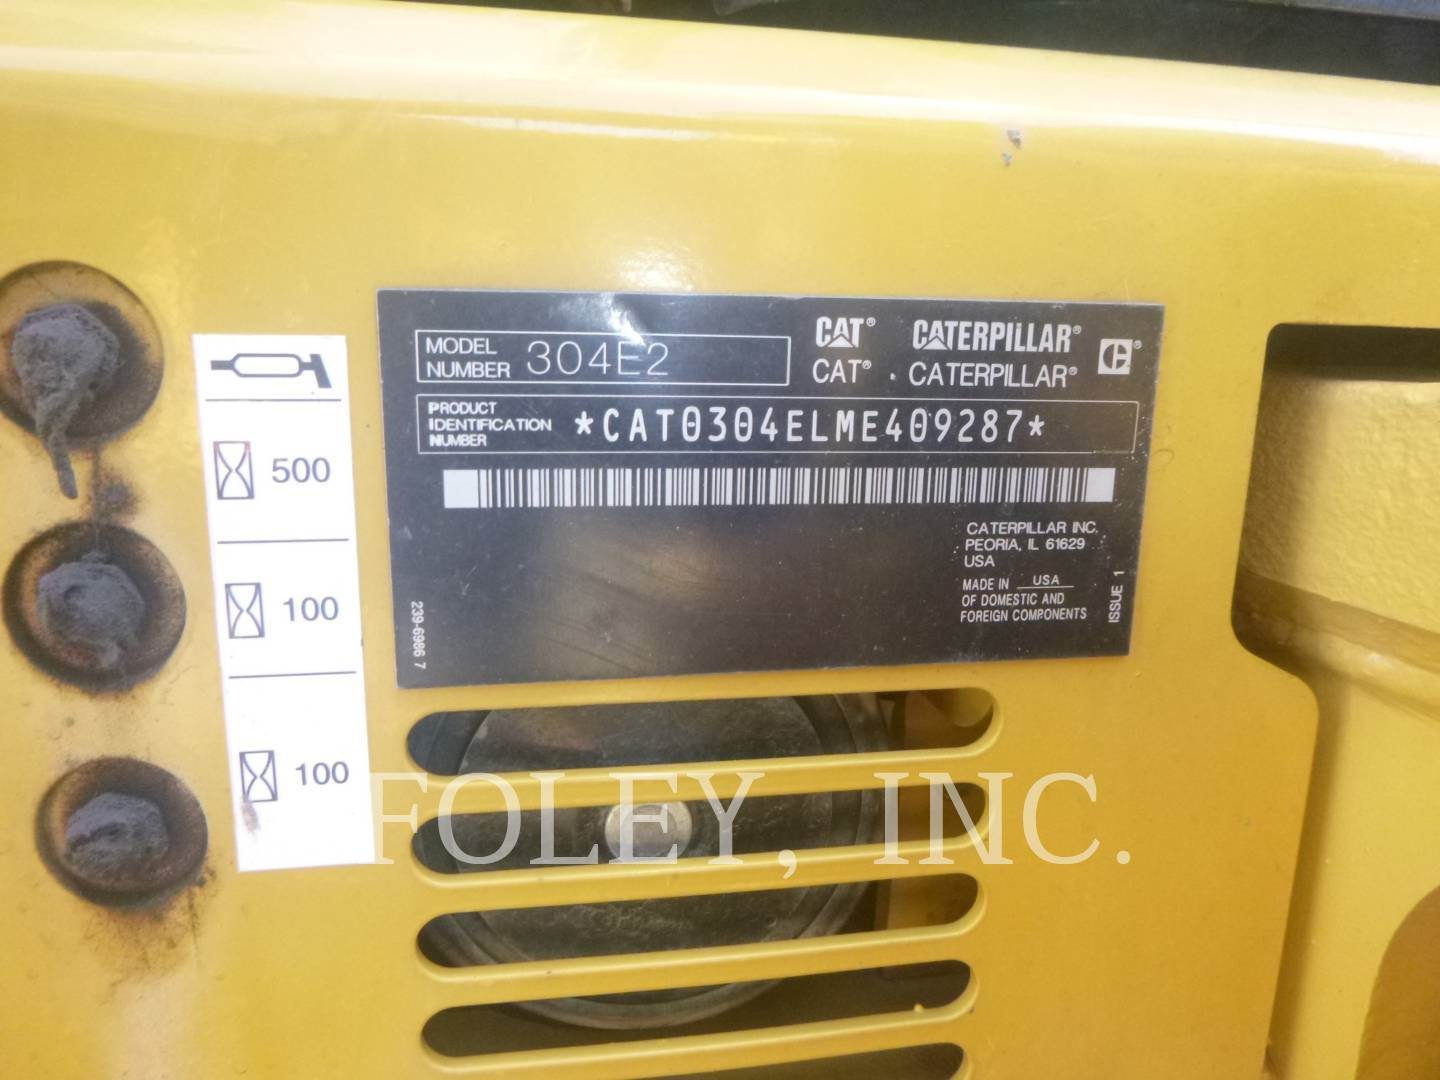 MODEL NUMBER 304E2
CAT® CATERPILLAR®
CAT® CATERPILLAR® ®
PRODUCT IDENTIFICATION NUMBER *CAT0304ELME409287*
CATERPILLAR INC.
PEORIA, IL 61629
USA
MADE IN USA
OF DOMESTIC AND
FOREIGN COMPONENTS
ISSUE 1
239-6986 7
500
100
100
FOLEY, INC.